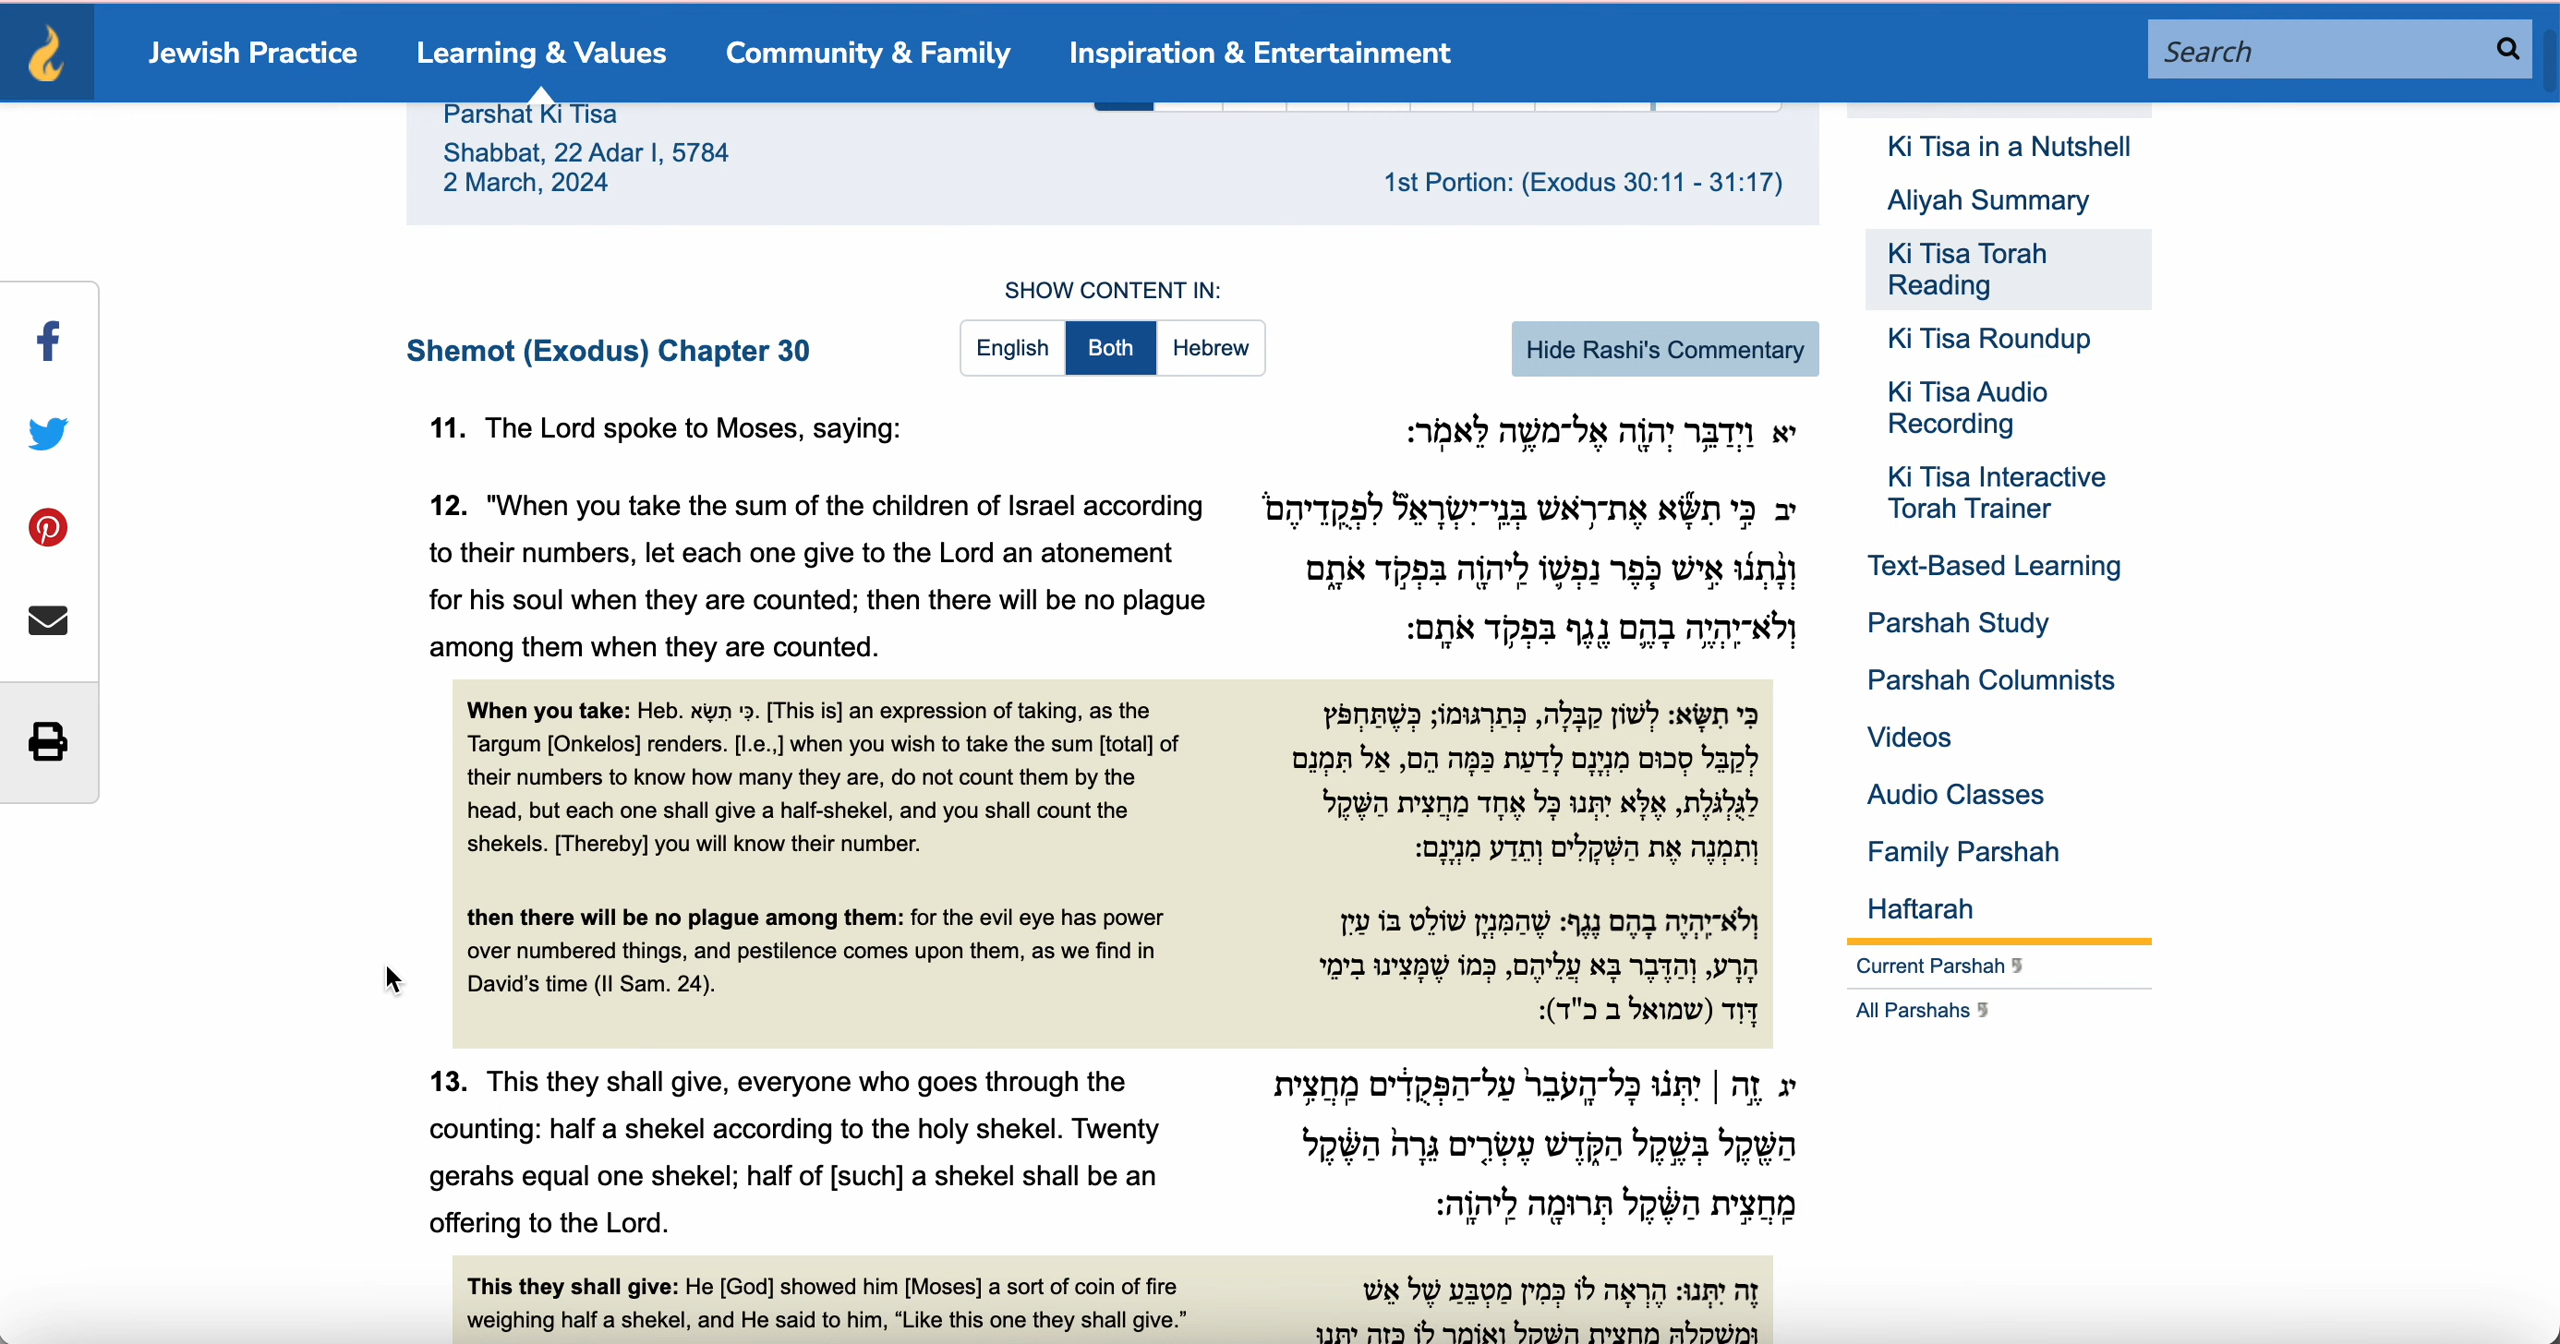 Jewish Practice
Learning & Values
Community & Family
Inspiration & Entertainment
Search
Parshat Ki Tisa
Shabbat, 22 Adar I, 5784
2 March, 2024
1st Portion: (Exodus 30:11 - 31:17)
SHOW CONTENT IN:
Shemot (Exodus) Chapter 30
English
Both
Hebrew
Hide Rashi's Commentary
11. The Lord spoke to Moses, saying:
יא וַיְדַבֵּ֥ר יְהֹוָ֖ה אֶל־משֶׁ֥ה לֵּאמֹֽר:
12. "When you take the sum of the children of Israel according
to their numbers, let each one give to the Lord an atonement
for his soul when they are counted; then there will be no plague
among them when they are counted.
יב כִּ֣י תִשָּׂ֞א אֶת־רֹ֥אשׁ בְּנֵֽי־יִשְׂרָאֵל֘ לִפְקֻֽדֵיהֶם֒
וְנָ֨תְנ֜וּ אִ֣ישׁ כֹּ֧פֶר נַפְשׁ֛וֹ לַֽיהֹוָ֖ה בִּפְקֹ֣ד אֹתָ֑ם
וְלֹא־יִֽהְיֶ֥ה בָהֶ֛ם נֶ֖גֶף בִּפְקֹ֥ד אֹתָֽם:
When you take: Heb. כִּי תִשָּׂא. [This is] an expression of taking, as the
Targum [Onkelos] renders. [I.e.,] when you wish to take the sum [total] of
their numbers to know how many they are, do not count them by the
head, but each one shall give a half-shekel, and you shall count the
shekels. [Thereby] you will know their number.
כִּי תִשָּׂא: לְשׁוֹן קַבָּלָה, כְּתַרְגּוּמוֹ; כְּשֶׁתַּחְפֹּץ
לְקַבֵּל סְכוּם מִנְיָנָם לָדַעַת כַּמָּה הֵם, אַל תִּמְנֵם
לַגֻּלְגֹּלֶת, אֶלָּא יִתְּנוּ כָּל אֶחָד מַחֲצִית הַשֶּׁקֶל
וְתִמְנֶה אֶת הַשְּׁקָלִים וְתֵדַע מִנְיָנָם:
then there will be no plague among them: for the evil eye has power
over numbered things, and pestilence comes upon them, as we find in
David’s time (II Sam. 24).
וְלֹא־יִֽהְיֶה בָהֶם נֶגֶף: שֶׁהַמִּנְיָן שׁוֹלֵט בּוֹ עַיִן
הָרָע, וְהַדֶּבֶר בָּא עֲלֵיהֶם, כְּמוֹ שֶׁמָּצִינוּ בִימֵי
דָּוִד (שמואל ב כ"ד):
13. This they shall give, everyone who goes through the
counting: half a shekel according to the holy shekel. Twenty
gerahs equal one shekel; half of [such] a shekel shall be an
offering to the Lord.
יג זֶ֣ה | יִתְּנ֗וּ כָּל־הָֽעֹבֵר֙ עַל־הַפְּקֻדִ֔ים מַֽחֲצִ֥ית
הַשֶּׁ֖קֶל בְּשֶׁ֣קֶל הַקֹּ֑דֶשׁ עֶשְׂרִ֤ים גֵּרָה֙ הַשֶּׁ֔קֶל
מַֽחֲצִ֣ית הַשֶּׁ֔קֶל תְּרוּמָ֖ה לַֽיהֹוָֽה:
This they shall give: He [God] showed him [Moses] a sort of coin of fire
weighing half a shekel, and He said to him, “Like this one they shall give.”
זֶה יִתְּנוּ: הֶרְאָה לוֹ כְּמִין מַטְבֵּעַ שֶׁל אֵשׁ
וּמִשְׁקָלָהּ מַחֲצִית הַשֶּׁקֶל וְאוֹמֵר לוֹ כָּזֶה יִתְּנוּ
Ki Tisa in a Nutshell
Aliyah Summary
Ki Tisa Torah
Reading
Ki Tisa Roundup
Ki Tisa Audio
Recording
Ki Tisa Interactive
Torah Trainer
Text-Based Learning
Parshah Study
Parshah Columnists
Videos
Audio Classes
Family Parshah
Haftarah
Current Parshah
All Parshahs